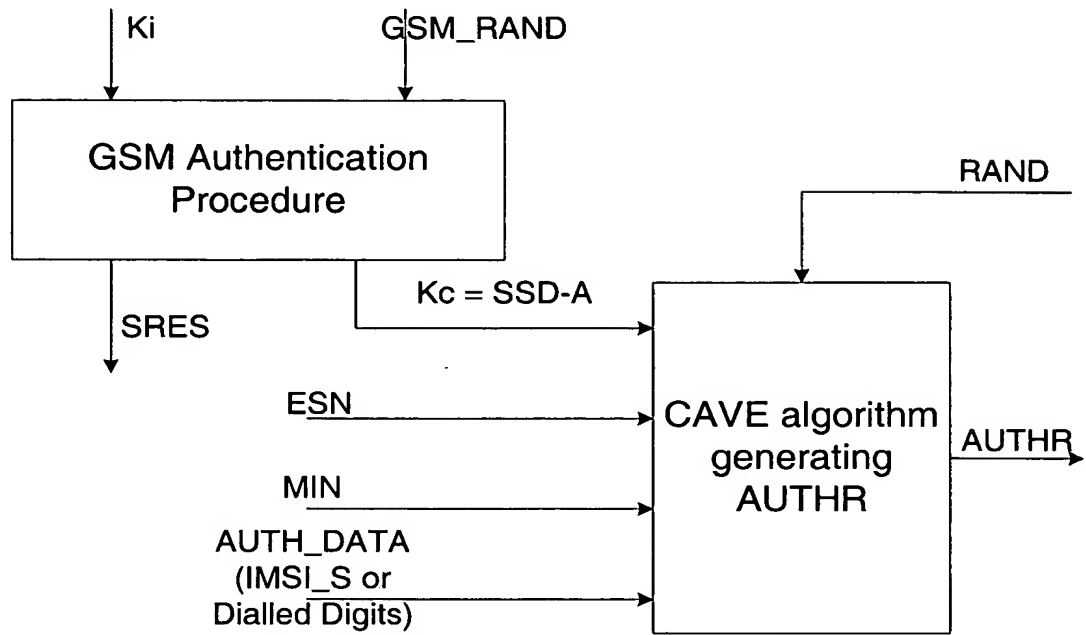 Ki
GSM_RAND
GSM Authentication
Procedure
RAND
Kc = SSD-A
SRES
ESN
CAVE algorithm
generating
AUTHR
AUTHR
MIN
AUTH_DATA
(IMSI_S or
Dialled Digits)